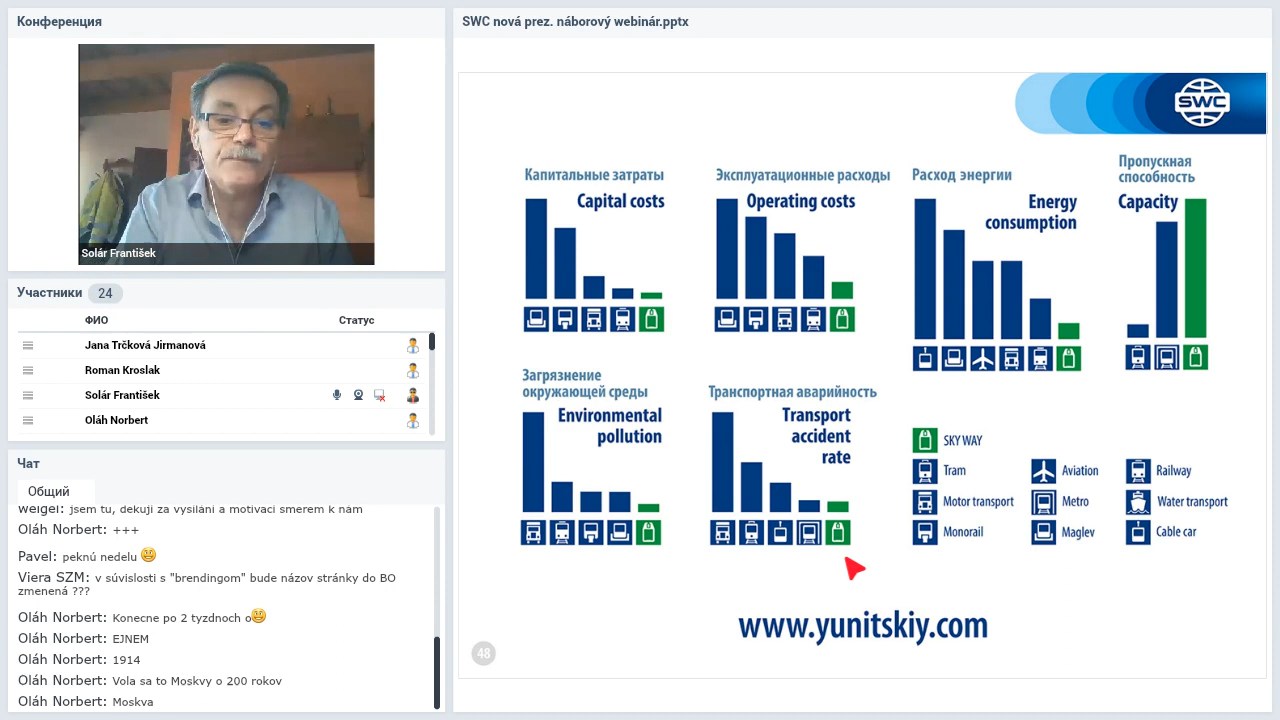 Конференция
Solár František
Участники 24
ФИО Статус
Jana Trčková Jirmanová
Roman Kroslak
Solár František
Oláh Norbert
Чат
Общий
weigel: jsem tu, dekuji za vysilani a motivaci smerem k nám
Oláh Norbert: +++
Pavel: peknú nedelu
Viera SZM: v súvislosti s "brendingom" bude názov stránky do BO
zmenená ???
Oláh Norbert: Konecne po 2 tyzdnoch o
Oláh Norbert: EJNEM
Oláh Norbert: 1914
Oláh Norbert: Vola sa to Moskvy o 200 rokov
Oláh Norbert: Moskva
SWC nová prez. náborový webinár.pptx
SWC
Капитальные затраты
Capital costs
Эксплуатационные расходы
Operating costs
Расход энергии
Energy
consumption
Пропускная
способность
Capacity
Загрязнение
окружающей среды
Environmental
pollution
Транспортная аварийность
Transport
accident
rate
SKY WAY
Tram
Aviation
Railway
Motor transport
Metro
Water transport
Monorail
Maglev
Cable car
www.yunitskiy.com
48